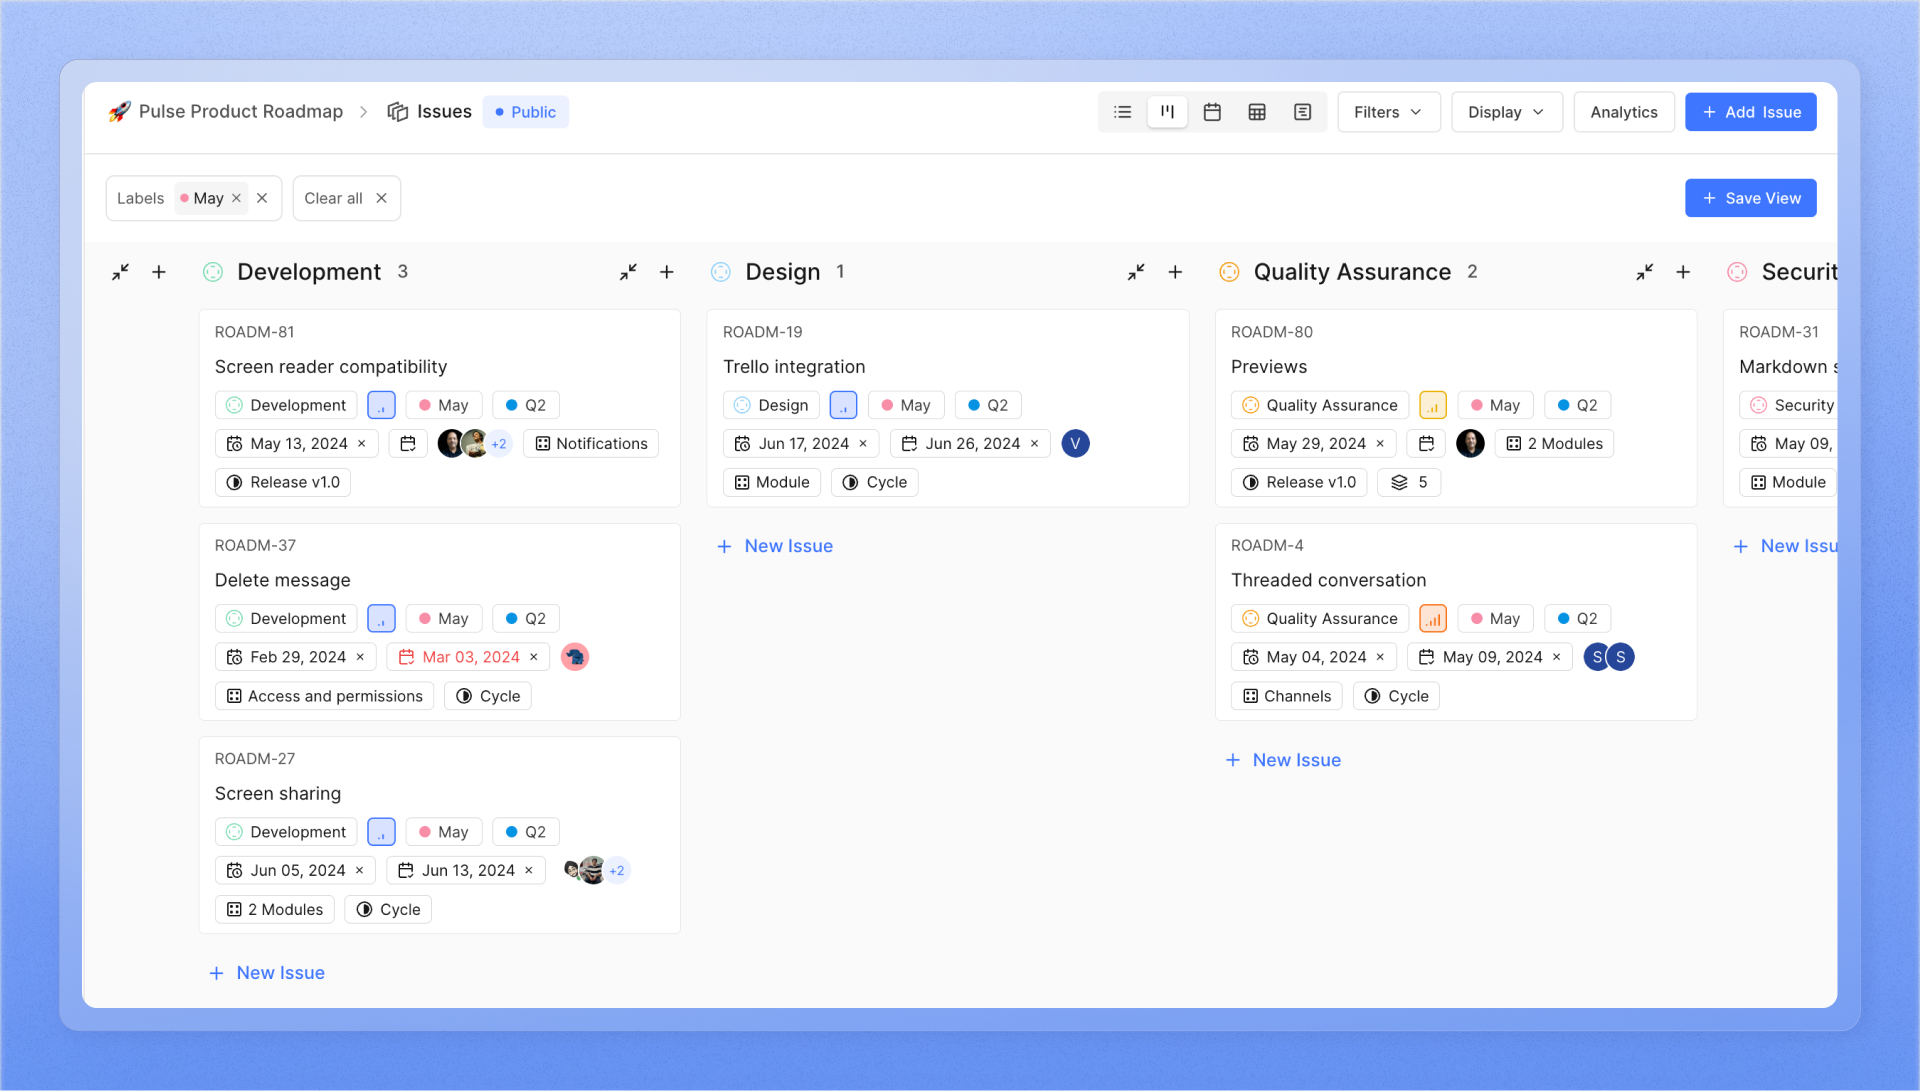 Pulse Product Roadmap Issues Public Filters Display Analytics Add Issue
Labels May Clear all Save View
Development 3
ROADM-81
Screen reader compatibility
Development May Q2
May 13, 2024 +2 Notifications
Release v1.0
ROADM-37
Delete message
Development May Q2
Feb 29, 2024 Mar 03, 2024
Access and permissions Cycle
ROADM-27
Screen sharing
Development May Q2
Jun 05, 2024 Jun 13, 2024 +2
2 Modules Cycle
New Issue
Design 1
ROADM-19
Trello integration
Design May Q2
Jun 17, 2024 Jun 26, 2024 V
Module Cycle
New Issue
Quality Assurance 2
ROADM-80
Previews
Quality Assurance May Q2
May 29, 2024 2 Modules
Release v1.0 5
ROADM-4
Threaded conversation
Quality Assurance May Q2
May 04, 2024 May 09, 2024 S S
Channels Cycle
New Issue
Securit
ROADM-31
Markdown s
Security
May 09,
Module
New Issu